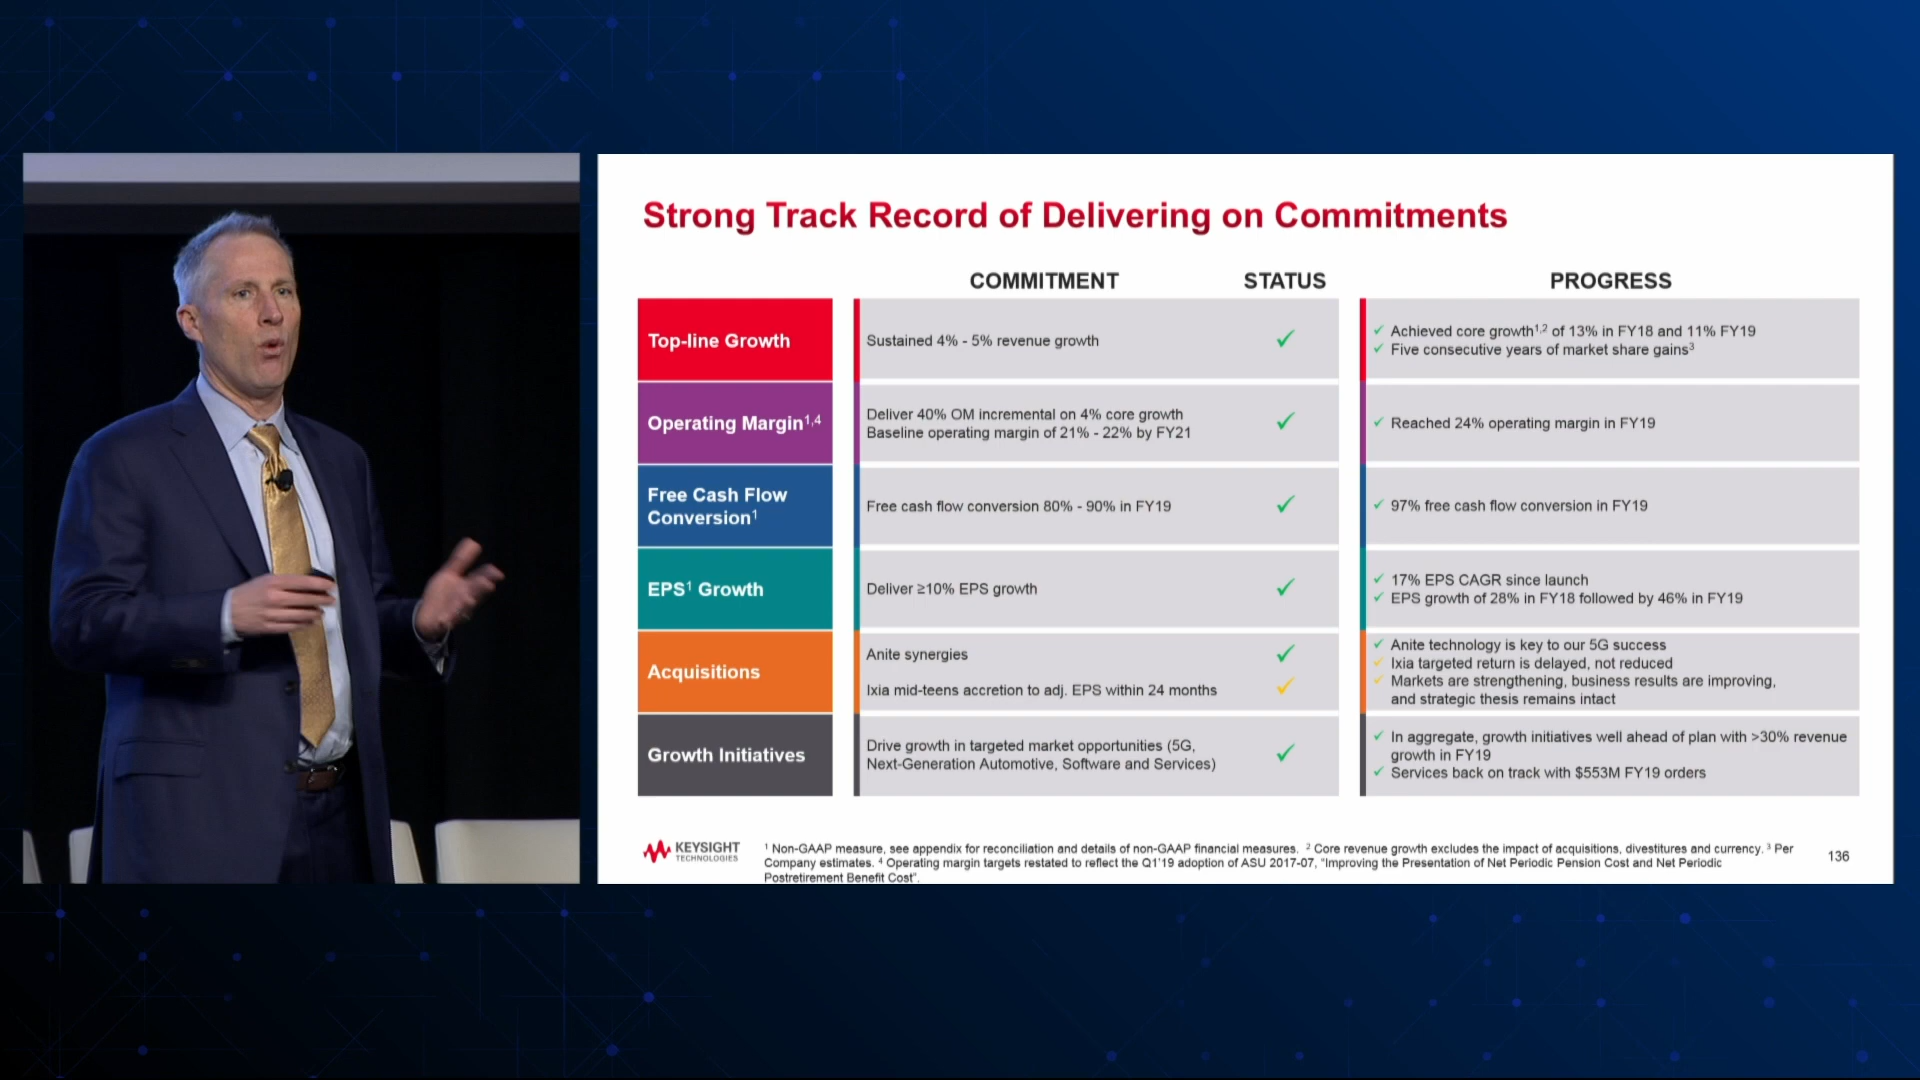 Strong Track Record of Delivering on Commitments
COMMITMENT STATUS PROGRESS
Top-line Growth
Sustained 4% - 5% revenue growth
✓
✓ Achieved core growth1,2 of 13% in FY18 and 11% FY19
✓ Five consecutive years of market share gains3
Operating Margin1,4
Deliver 40% OM incremental on 4% core growth
Baseline operating margin of 21% - 22% by FY21
✓
✓ Reached 24% operating margin in FY19
Free Cash Flow
Conversion1
Free cash flow conversion 80% - 90% in FY19
✓
✓ 97% free cash flow conversion in FY19
EPS1 Growth
Deliver ≥10% EPS growth
✓
✓ 17% EPS CAGR since launch
✓ EPS growth of 28% in FY18 followed by 46% in FY19
Acquisitions
Anite synergies
✓
Ixia mid-teens accretion to adj. EPS within 24 months
✓
✓ Anite technology is key to our 5G success
✓ Ixia targeted return is delayed, not reduced
✓ Markets are strengthening, business results are improving,
and strategic thesis remains intact
Growth Initiatives
Drive growth in targeted market opportunities (5G,
Next-Generation Automotive, Software and Services)
✓
✓ In aggregate, growth initiatives well ahead of plan with >30% revenue
growth in FY19
✓ Services back on track with $553M FY19 orders
KEYSIGHT
TECHNOLOGIES
1 Non-GAAP measure, see appendix for reconciliation and details of non-GAAP financial measures. 2 Core revenue growth excludes the impact of acquisitions, divestitures and currency. 3 Per
Company estimates. 4 Operating margin targets restated to reflect the Q1'19 adoption of ASU 2017-07, "Improving the Presentation of Net Periodic Pension Cost and Net Periodic
Postretirement Benefit Cost".
136